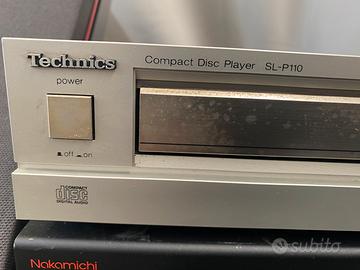 Technics
Compact Disc Player SL-P110
power
off on
COMPACT
disc
DIGITAL AUDIO
Nakamichi
subito